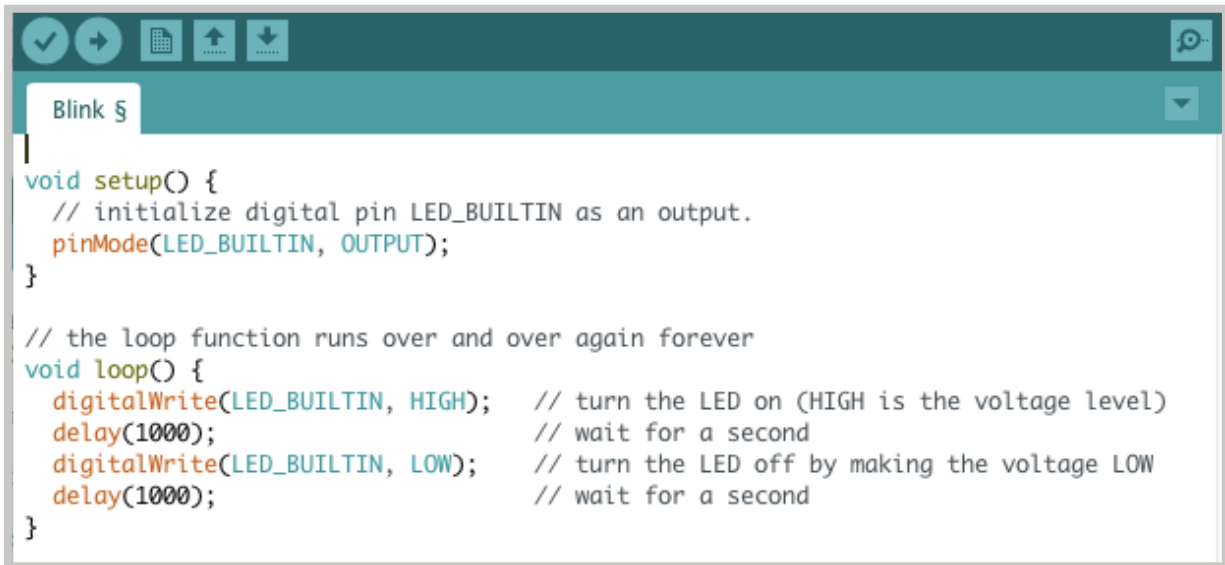 Blink §
void setup() {
  // initialize digital pin LED_BUILTIN as an output.
  pinMode(LED_BUILTIN, OUTPUT);
}

// the loop function runs over and over again forever
void loop() {
  digitalWrite(LED_BUILTIN, HIGH);   // turn the LED on (HIGH is the voltage level)
  delay(1000);                       // wait for a second
  digitalWrite(LED_BUILTIN, LOW);    // turn the LED off by making the voltage LOW
  delay(1000);                       // wait for a second
}